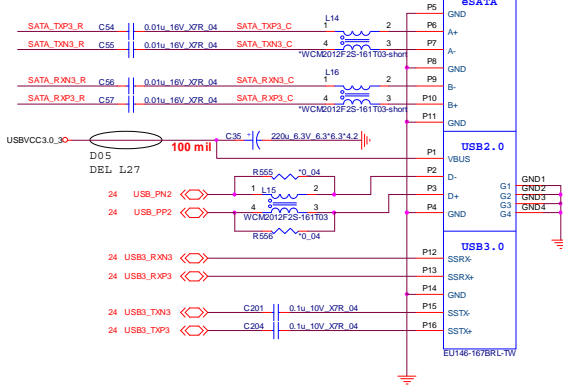 eSATA
P5 GND
L14
SATA_TXP3_R C54 0.01u_16V_X7R_04 SATA_TXP3_C 1 2 P6 A+
SATA_TXN3_R C55 0.01u_16V_X7R_04 SATA_TXN3_C 4 3 P7 A-
*WCM2012F2S-161T03-short
P8 GND
L16
SATA_RXN3_R C56 0.01u_16V_X7R_04 SATA_RXN3_C 1 2 P9 B-
SATA_RXP3_R C57 0.01u_16V_X7R_04 SATA_RXP3_C 4 3 P10 B+
*WCM2012F2S-161T03-short
P11 GND
USBVCC3.0_3 C35 + 220u_6.3V_6.3*6.3*4.2 USB2.0
100 mil
D05
DEL L27
P1 VBUS
R555 *0_04 P2 D-
24 USB_PN2 1 L15 2 P3 D+
24 USB_PP2 4 3 P4 GND
WCM2012F2S-161T03
R556 *0_04
G1 GND1
G2 GND2
G3 GND3
G4 GND4
USB3.0
24 USB3_RXN3 P12 SSRX-
24 USB3_RXP3 P13 SSRX+
P14 GND
24 USB3_TXN3 C201 0.1u_10V_X7R_04 P15 SSTX-
24 USB3_TXP3 C204 0.1u_10V_X7R_04 P16 SSTX+
EU146-167BRL-TW